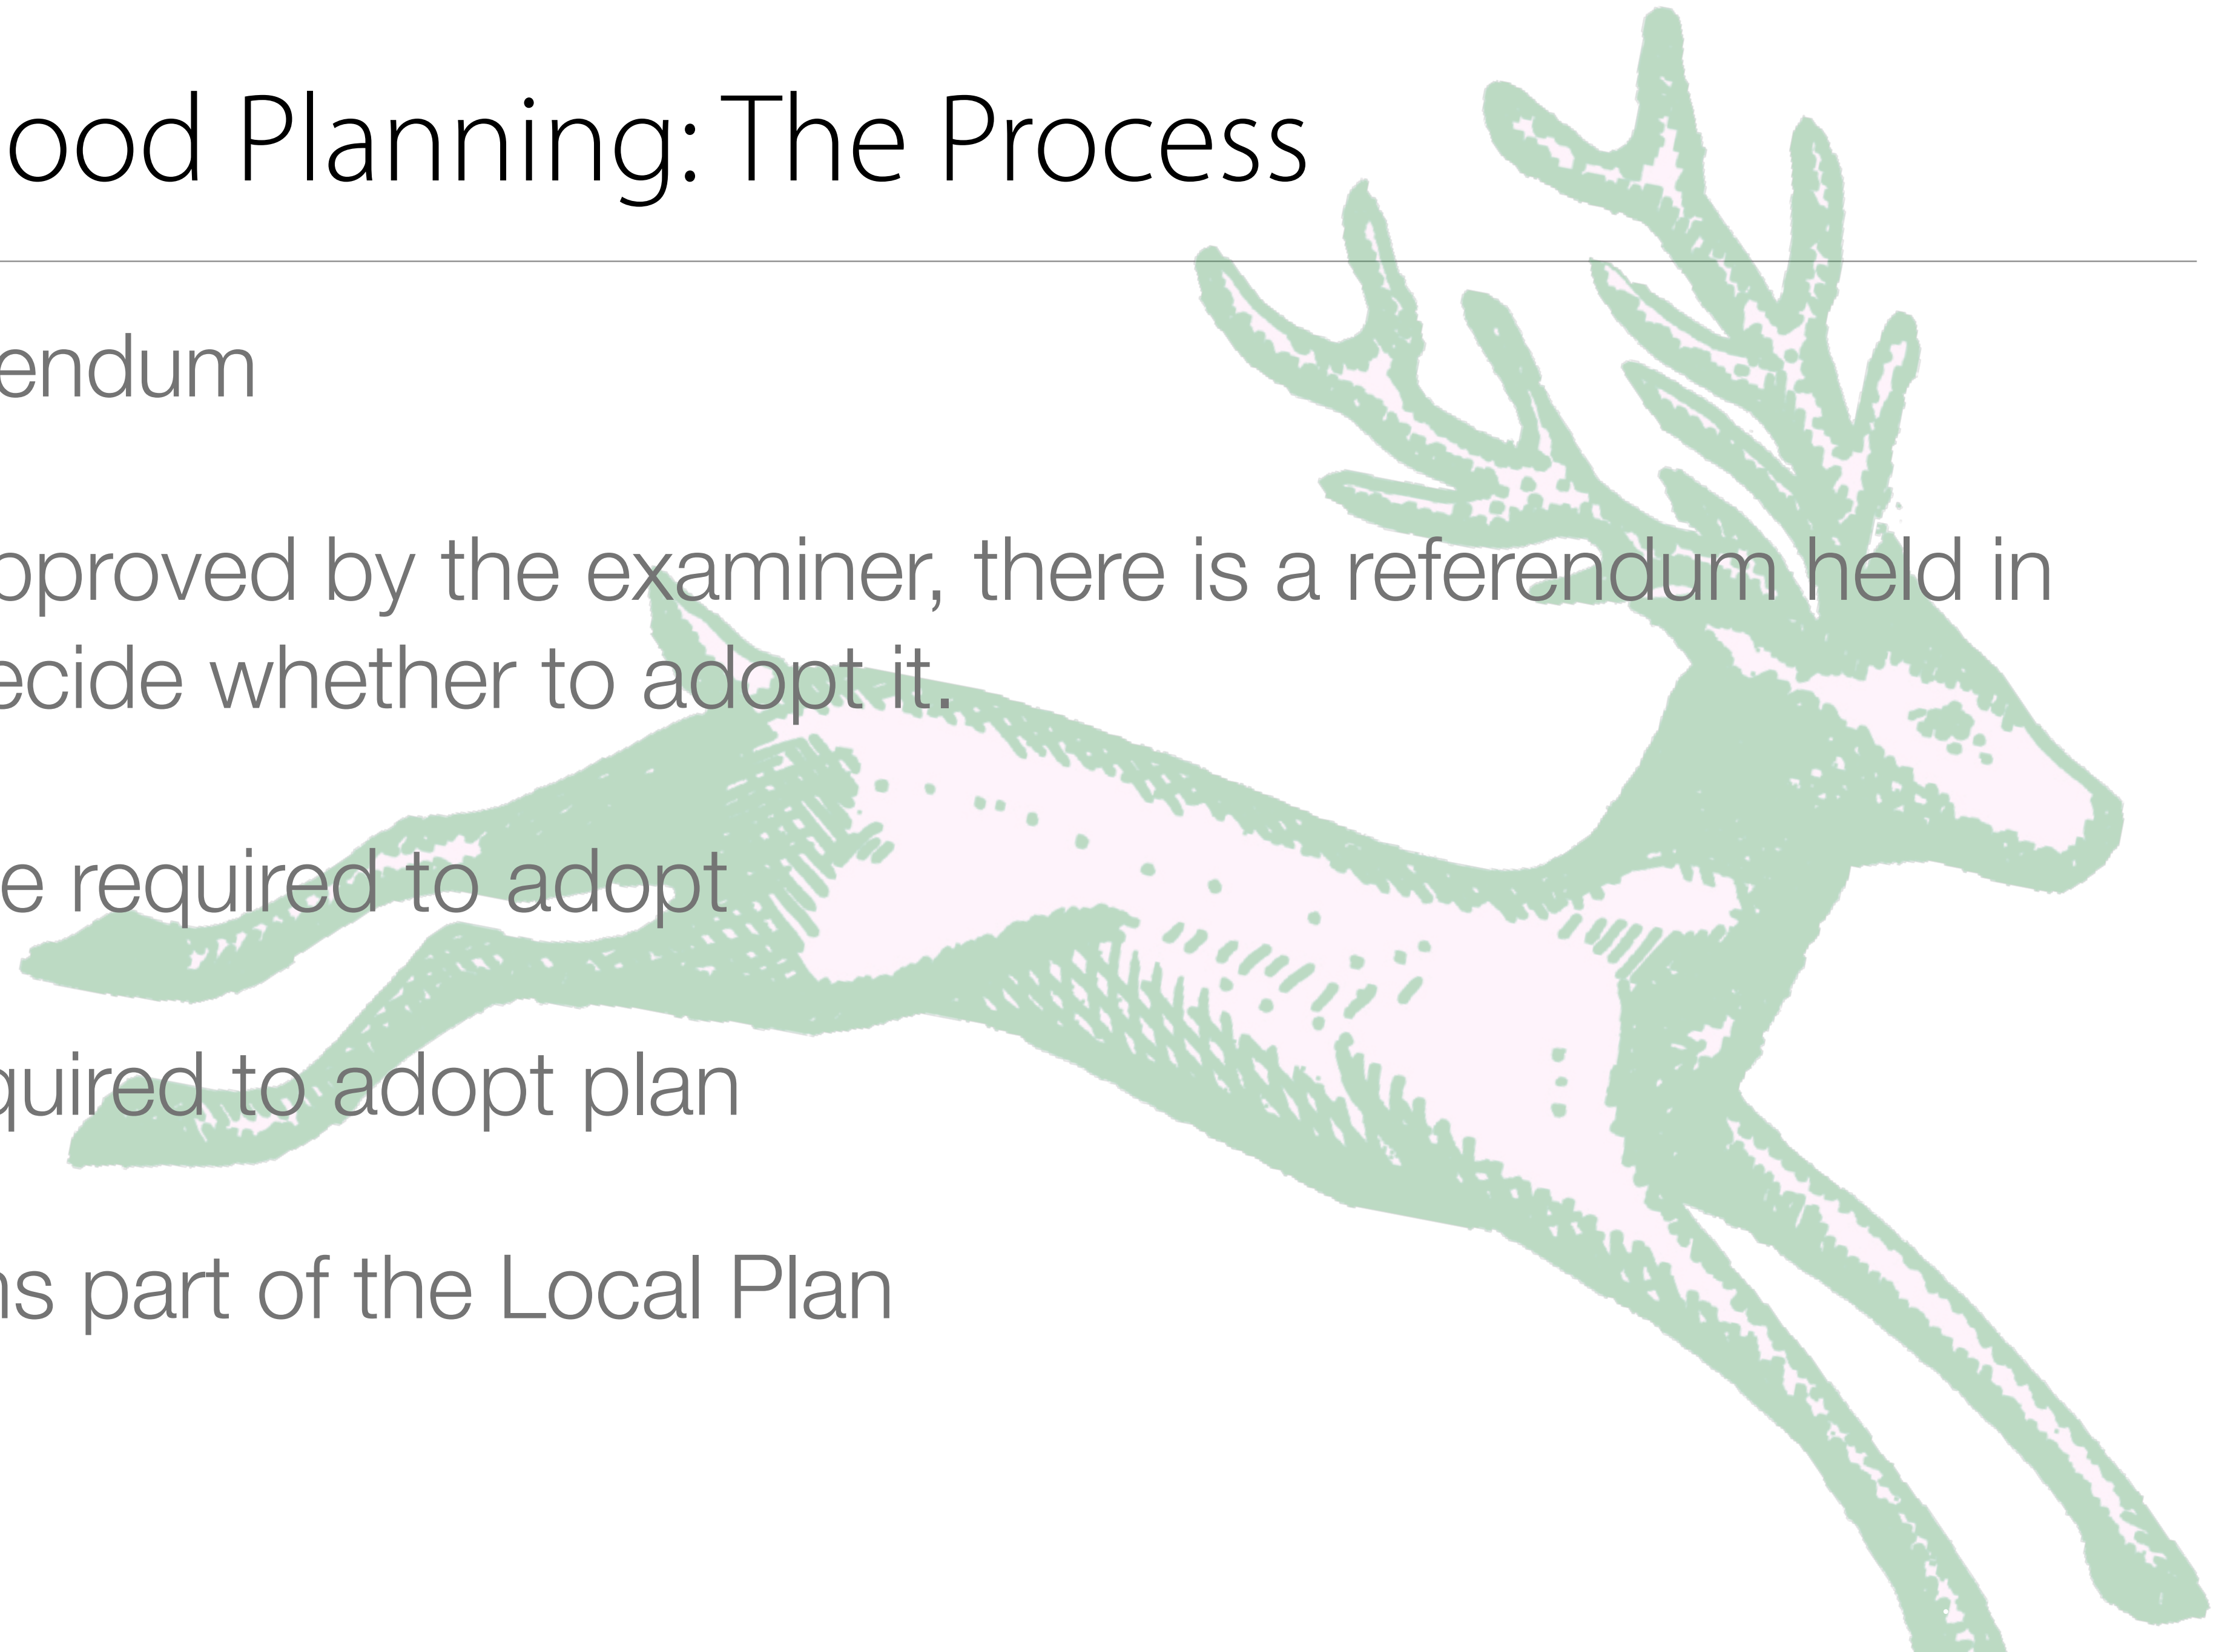 ood Planning: The Process
endum
pproved by the examiner, there is a referendum held in
ecide whether to adopt it.
e required to adopt
quired to adopt plan
ns part of the Local Plan